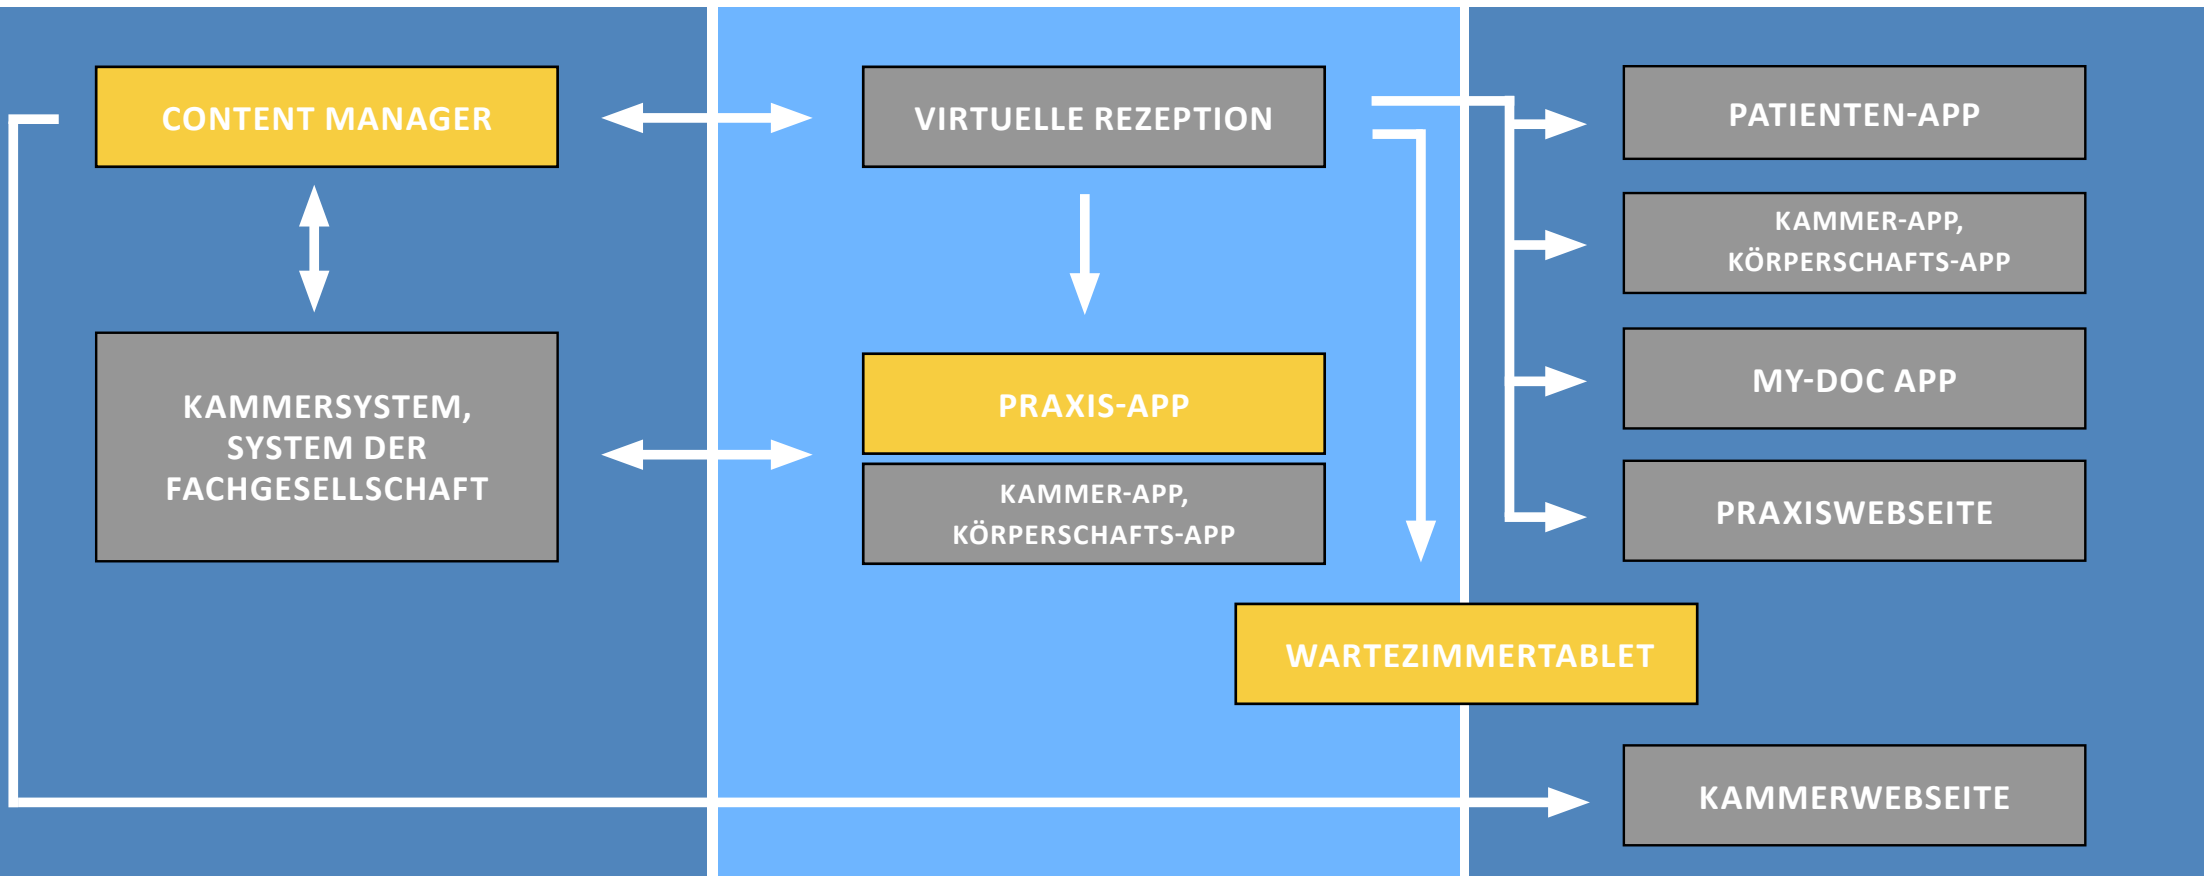 CONTENT MANAGER
KAMMERSYSTEM,
SYSTEM DER
FACHGESELLSCHAFT
VIRTUELLE REZEPTION
PRAXIS-APP
KAMMER-APP,
KÖRPERSCHAFTS-APP
WARTEZIMMERTABLET
PATIENTEN-APP
KAMMER-APP,
KÖRPERSCHAFTS-APP
MY-DOC APP
PRAXISWEBSEITE
KAMMERWEBSEITE